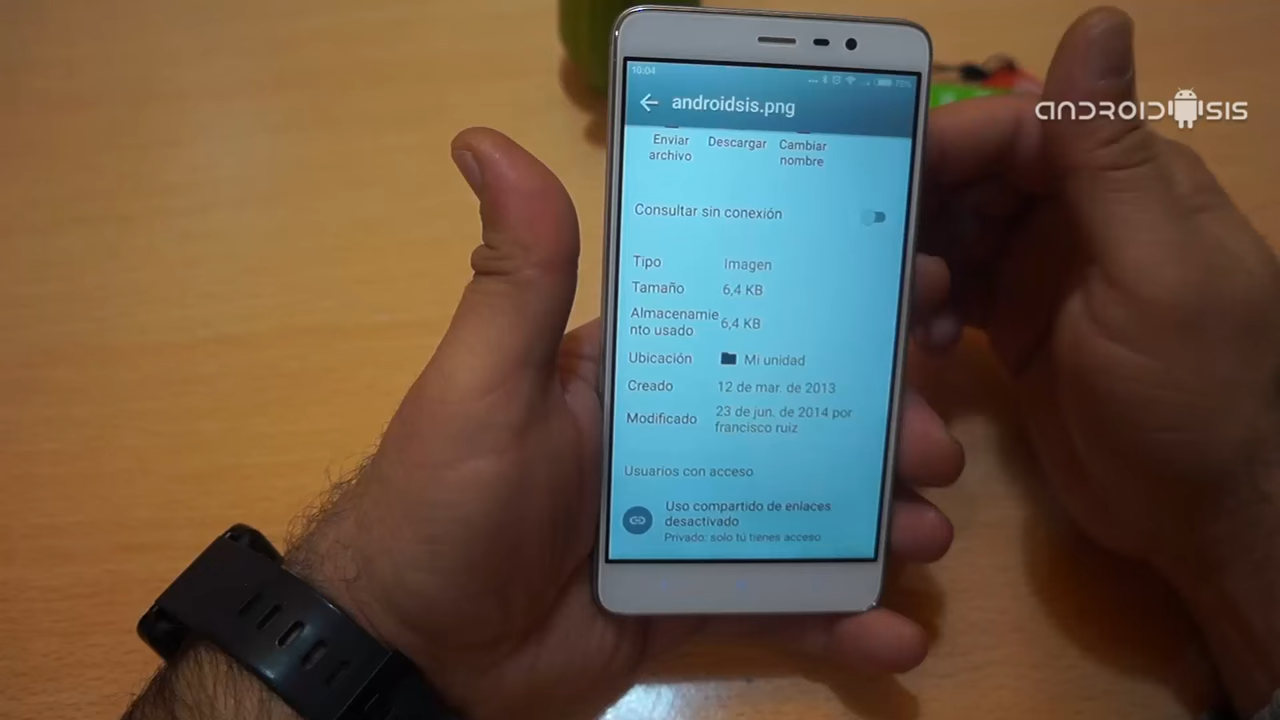 10:04
75%
androidsis.png
ANDROIDSIS
Enviar
archivo
Descargar
Cambiar
nombre
Consultar sin conexión
Tipo
Imagen
Tamaño
6,4 KB
Almacenamie
nto usado
6,4 KB
Ubicación
Mi unidad
Creado
12 de mar. de 2013
Modificado
23 de jun. de 2014 por
francisco ruiz
Usuarios con acceso
Uso compartido de enlaces
desactivado
Privado: solo tú tienes acceso